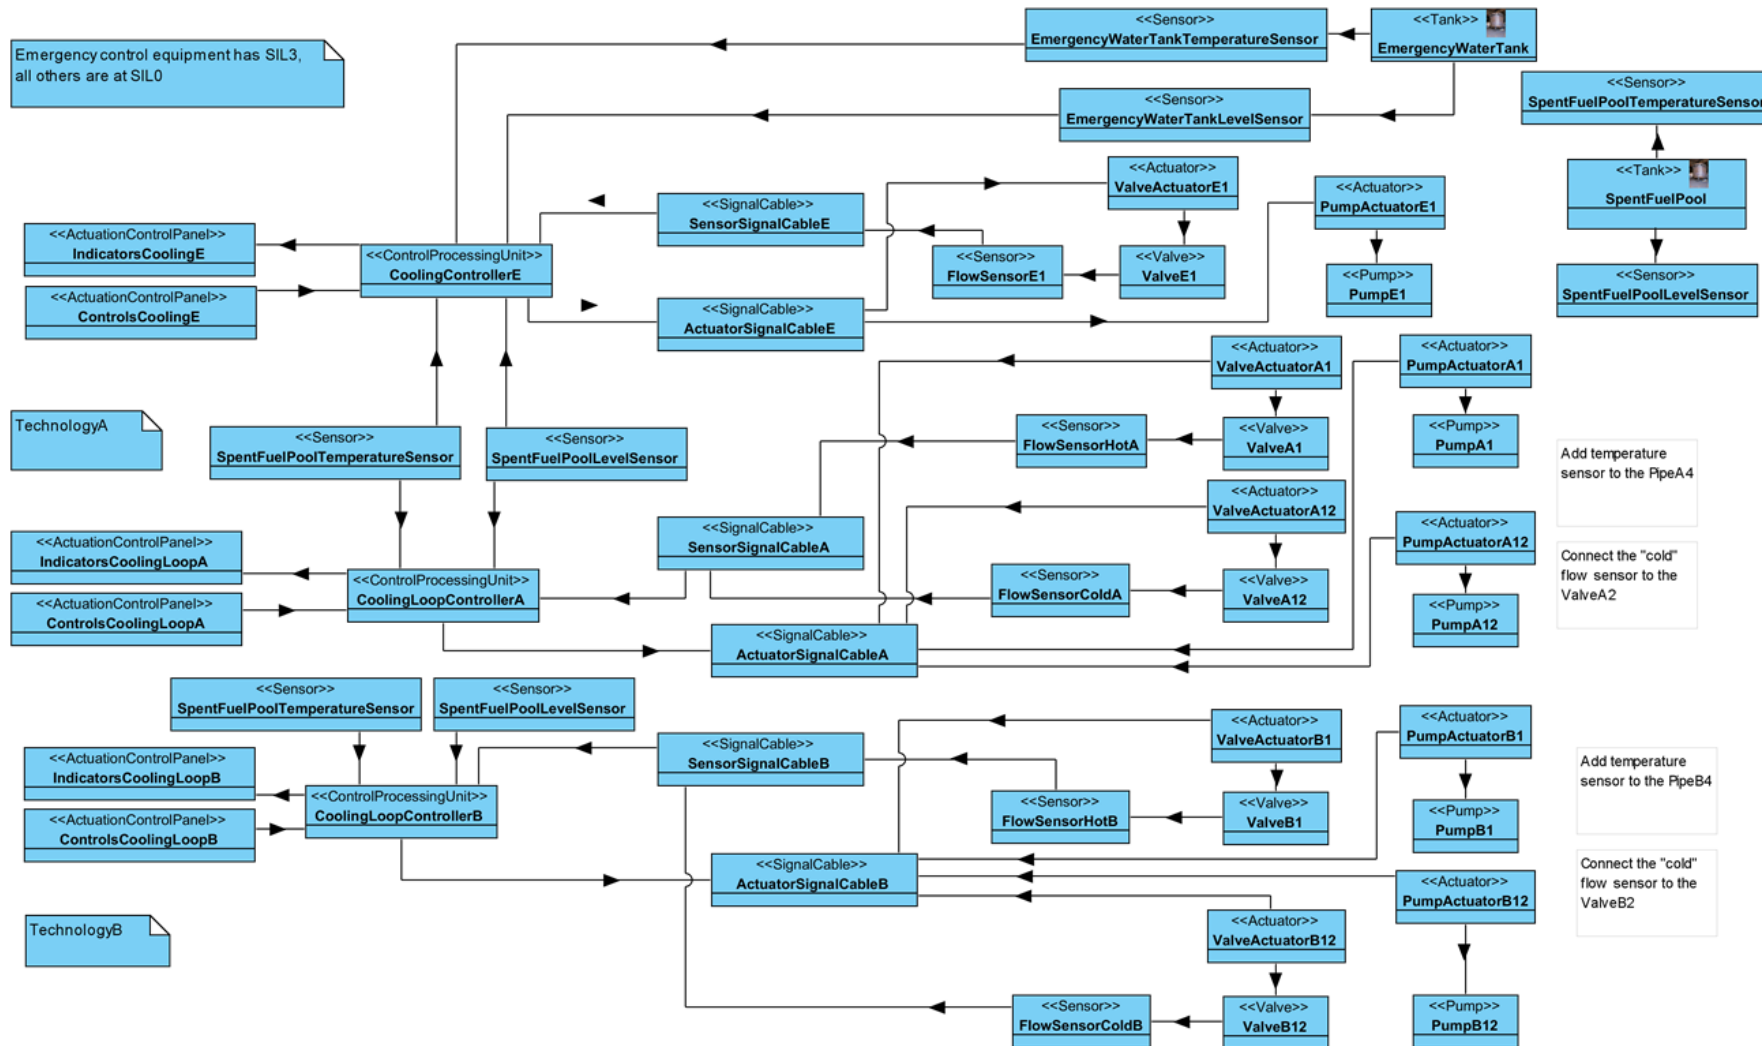 Emergency control equipment has SIL3,
all others are at SIL0
<<Sensor>>
EmergencyWaterTankTemperatureSensor
<<Tank>>
EmergencyWaterTank
<<Sensor>>
EmergencyWaterTankLevelSensor
<<Sensor>>
SpentFuelPoolTemperatureSensor
<<Tank>>
SpentFuelPool
<<Sensor>>
SpentFuelPoolLevelSensor
<<Actuator>>
ValveActuatorE1
<<Actuator>>
PumpActuatorE1
<<SignalCable>>
SensorSignalCableE
<<ActuationControlPanel>>
IndicatorsCoolingE
<<ControlProcessingUnit>>
CoolingControllerE
<<Sensor>>
FlowSensorE1
<<Valve>>
ValveE1
<<Pump>>
PumpE1
<<ActuationControlPanel>>
ControlsCoolingE
<<SignalCable>>
ActuatorSignalCableE
<<Actuator>>
ValveActuatorA1
<<Actuator>>
PumpActuatorA1
TechnologyA
<<Sensor>>
SpentFuelPoolTemperatureSensor
<<Sensor>>
SpentFuelPoolLevelSensor
<<Sensor>>
FlowSensorHotA
<<Valve>>
ValveA1
<<Pump>>
PumpA1
Add temperature
sensor to the PipeA4
<<Actuator>>
ValveActuatorA12
<<Actuator>>
PumpActuatorA12
<<SignalCable>>
SensorSignalCableA
<<ActuationControlPanel>>
IndicatorsCoolingLoopA
Connect the "cold"
flow sensor to the
ValveA2
<<ControlProcessingUnit>>
CoolingLoopControllerA
<<Sensor>>
FlowSensorColdA
<<Valve>>
ValveA12
<<Pump>>
PumpA12
<<ActuationControlPanel>>
ControlsCoolingLoopA
<<SignalCable>>
ActuatorSignalCableA
<<Sensor>>
SpentFuelPoolTemperatureSensor
<<Sensor>>
SpentFuelPoolLevelSensor
<<Actuator>>
ValveActuatorB1
<<Actuator>>
PumpActuatorB1
<<SignalCable>>
SensorSignalCableB
<<ActuationControlPanel>>
IndicatorsCoolingLoopB
Add temperature
sensor to the PipeB4
<<ControlProcessingUnit>>
CoolingLoopControllerB
<<Sensor>>
FlowSensorHotB
<<Valve>>
ValveB1
<<Pump>>
PumpB1
<<ActuationControlPanel>>
ControlsCoolingLoopB
<<SignalCable>>
ActuatorSignalCableB
Connect the "cold"
flow sensor to the
ValveB2
<<Actuator>>
PumpActuatorB12
TechnologyB
<<Actuator>>
ValveActuatorB12
<<Sensor>>
FlowSensorColdB
<<Valve>>
ValveB12
<<Pump>>
PumpB12